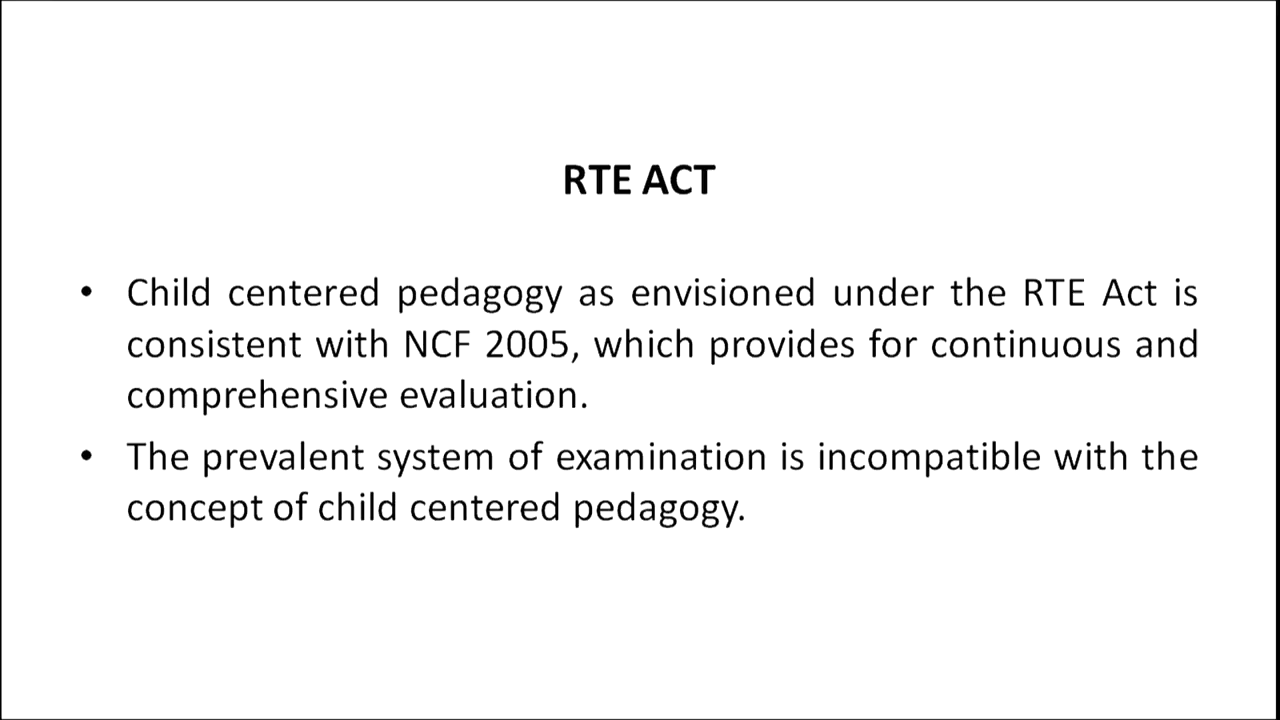 RTE ACT
• Child centered pedagogy as envisioned under the RTE Act is
consistent with NCF 2005, which provides for continuous and
comprehensive evaluation.
• The prevalent system of examination is incompatible with the
concept of child centered pedagogy.